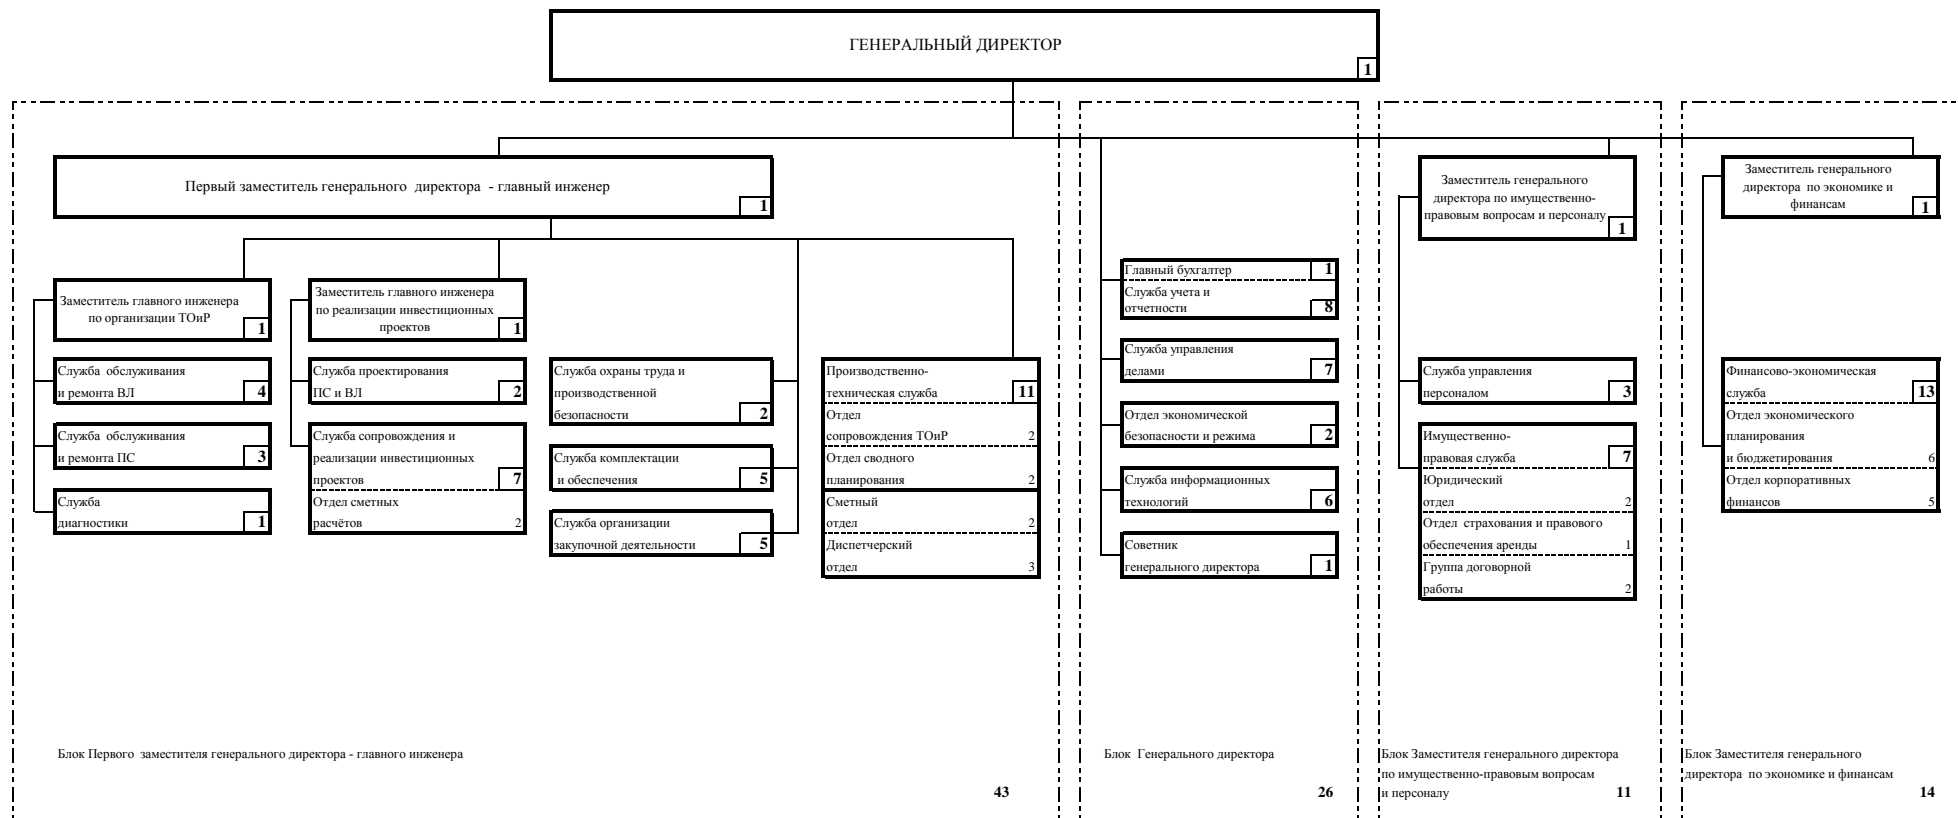 ГЕНЕРАЛЬНЫЙ ДИРЕКТОР
1
Первый заместитель генерального директора - главный инженер
1
Заместитель главного инженера
по организации ТОиР
1
Служба обслуживания
и ремонта ВЛ
4
Служба обслуживания
и ремонта ПС
3
Служба
диагностики
1
Заместитель главного инженера
по реализации инвестиционных
проектов
1
Служба проектирования
ПС и ВЛ
2
Служба сопровождения и
реализации инвестиционных
проектов
7
Отдел сметных
расчётов
2
Служба охраны труда и
производственной
безопасности
2
Служба комплектации
и обеспечения
5
Служба организации
закупочной деятельности
5
Производственно-
техническая служба
11
Отдел
сопровождения ТОиР
2
Отдел сводного
планирования
2
Сметный
отдел
2
Диспетчерский
отдел
3
Блок Первого заместителя генерального директора - главного инженера
43
Главный бухгалтер
1
Служба учета и
отчетности
8
Служба управления
делами
7
Отдел экономической
безопасности и режима
2
Служба информационных
технологий
6
Советник
генерального директора
1
Блок Генерального директора
26
Заместитель генерального
директора по имущественно-
правовым вопросам и персоналу
1
Служба управления
персоналом
3
Имущественно-
правовая служба
7
Юридический
отдел
2
Отдел страхования и правового
обеспечения аренды
1
Группа договорной
работы
2
Блок Заместителя генерального директора
по имущественно-правовым вопросам
и персоналу
11
Заместитель генерального
директора по экономике и
финансам
1
Финансово-экономическая
служба
13
Отдел экономического
планирования
и бюджетирования
6
Отдел корпоративных
финансов
5
Блок Заместителя генерального
директора по экономике и финансам
14